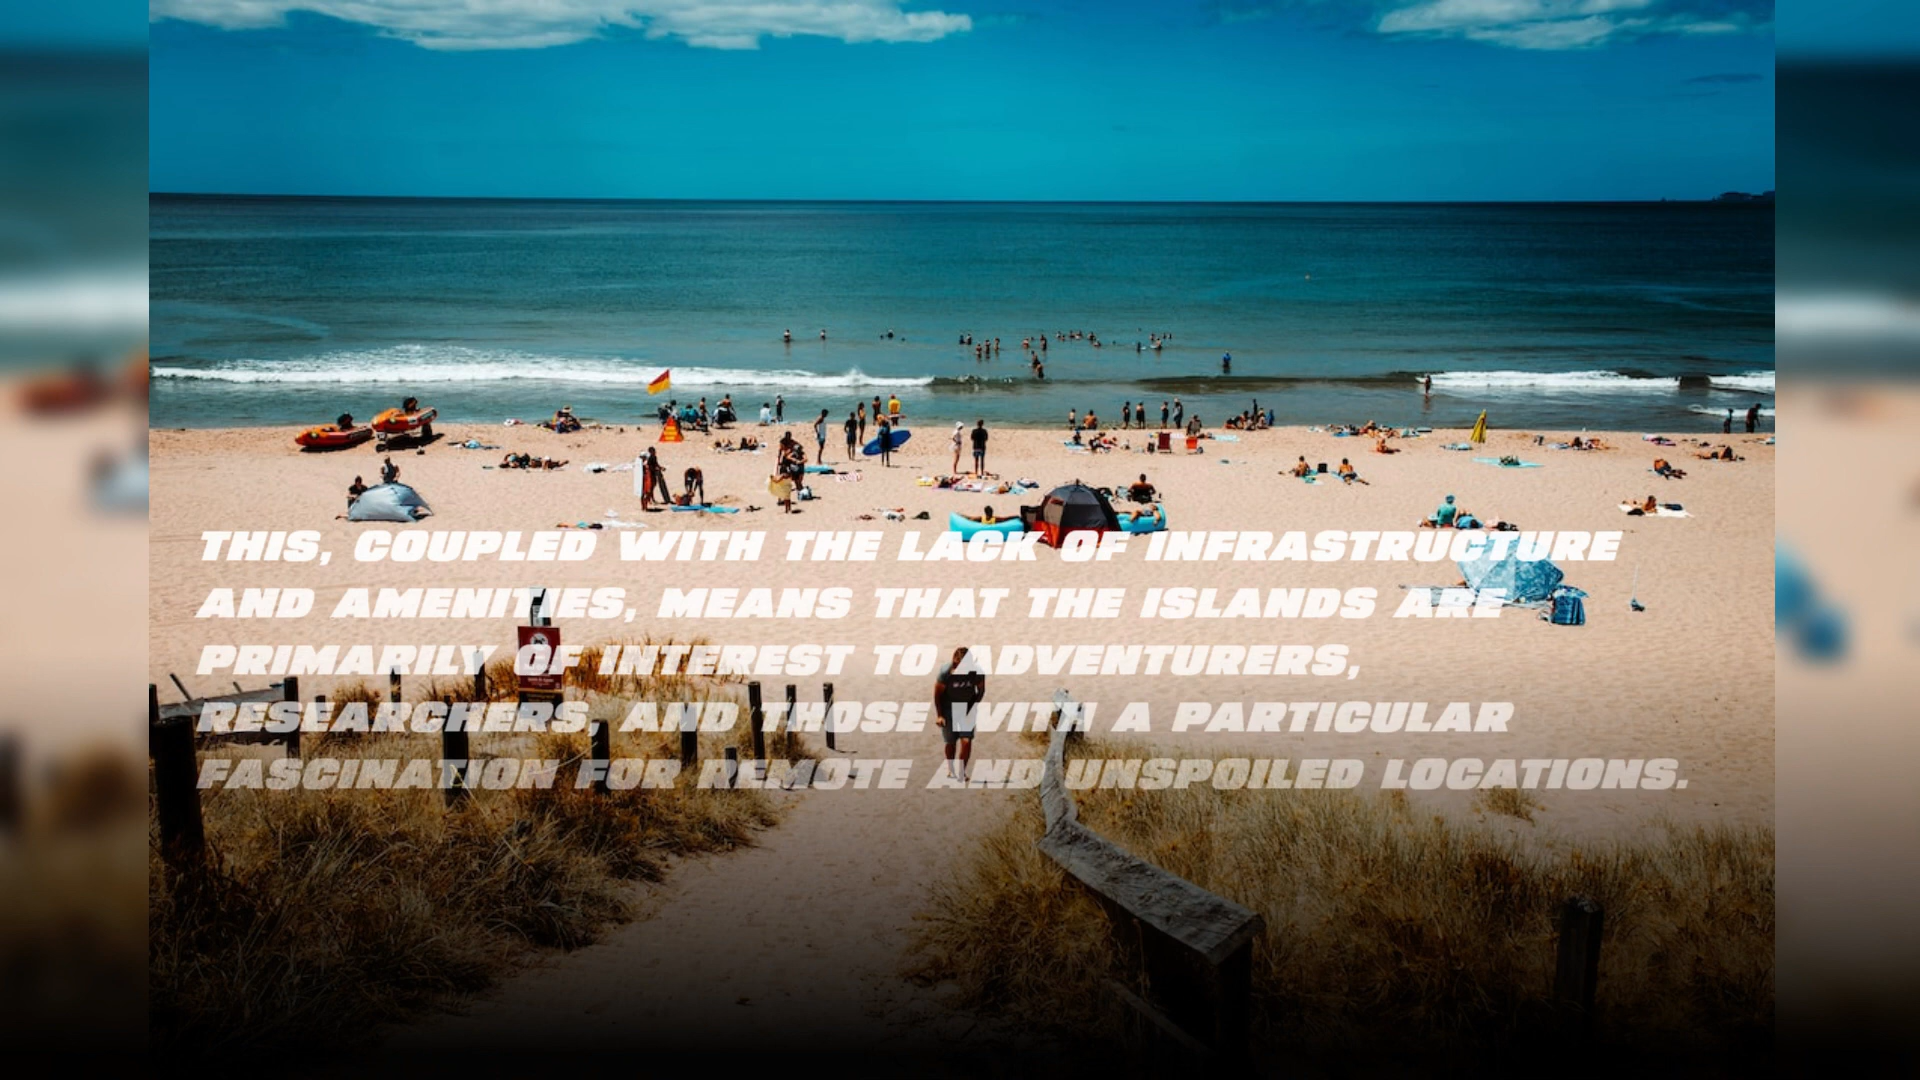 THIS, COUPLED WITH THE LACK OF INFRASTRUCTURE
AND AMENITIES, MEANS THAT THE ISLANDS ARE
PRIMARILY OF INTEREST TO ADVENTURERS,
RESEARCHERS, AND THOSE WITH A PARTICULAR
FASCINATION FOR REMOTE AND UNSPOILED LOCATIONS.